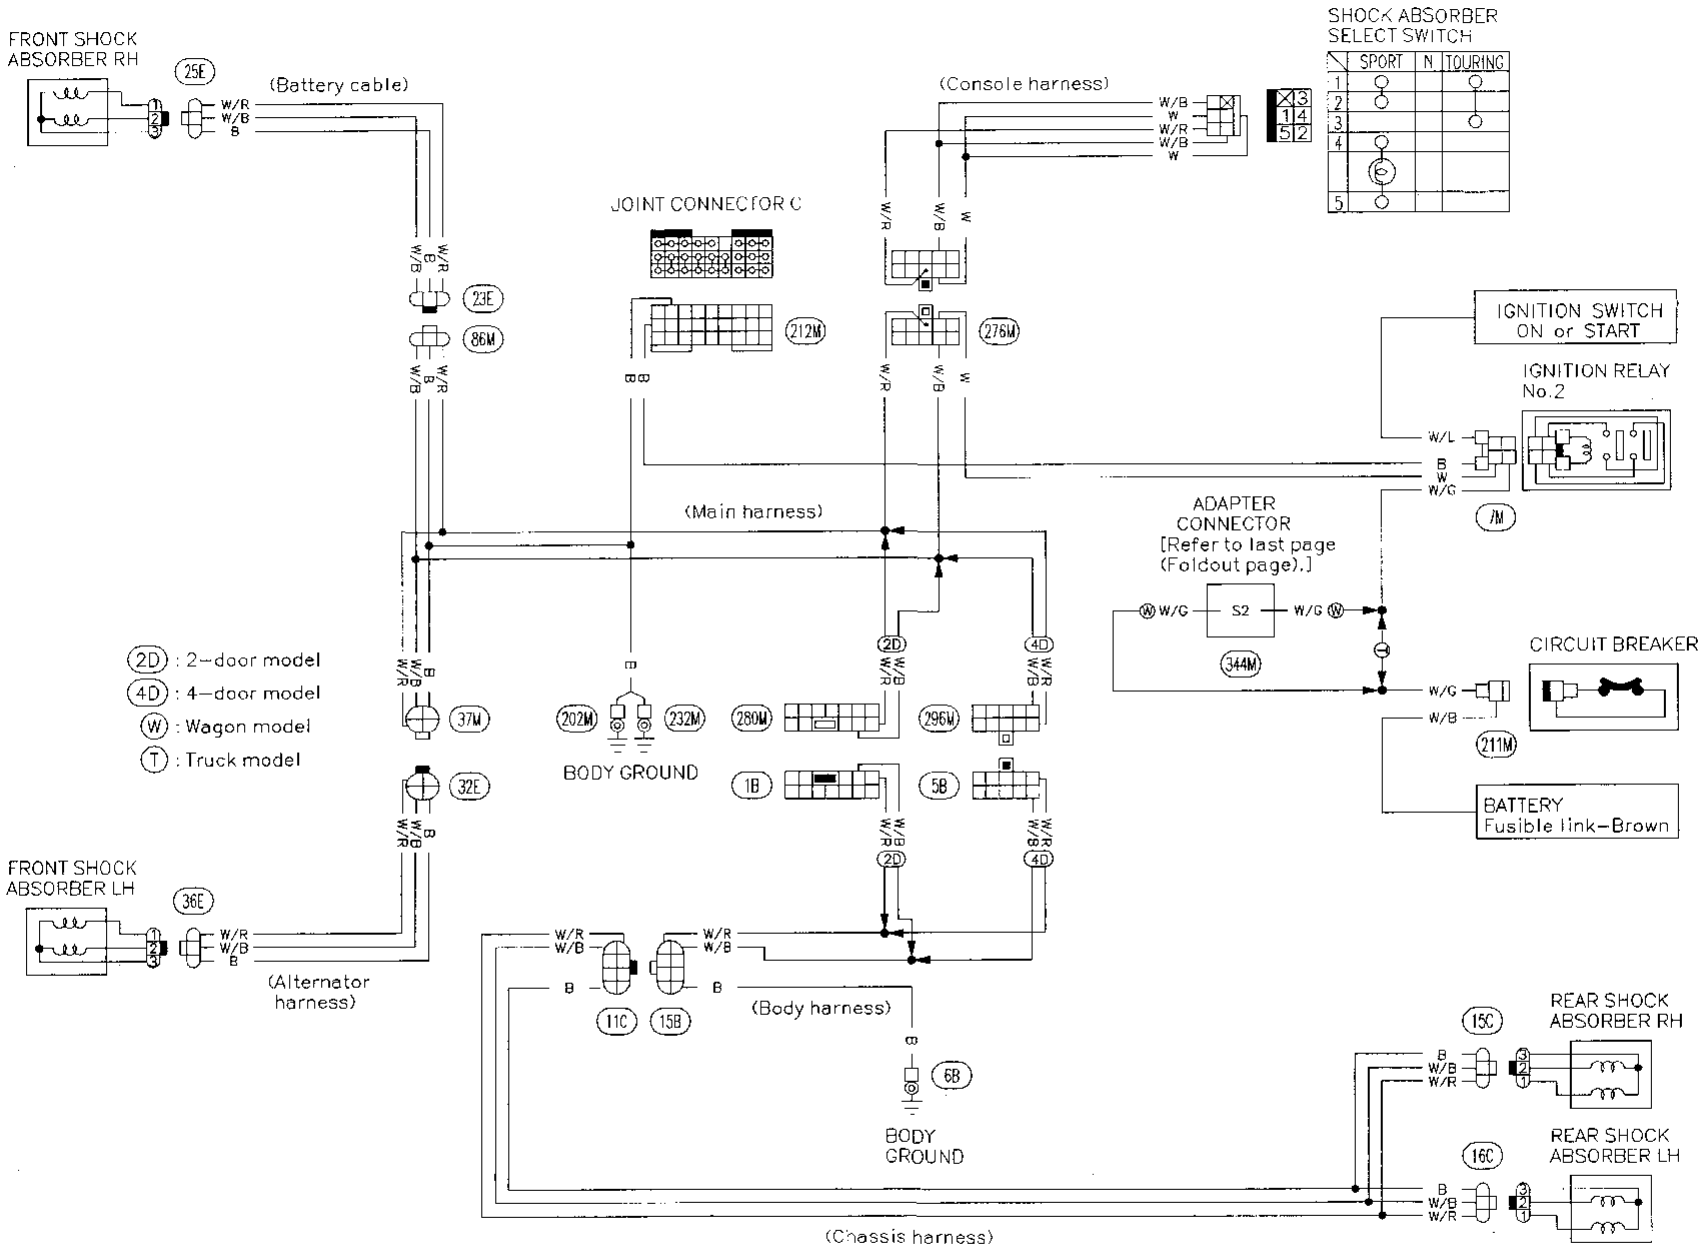 SHOCK ABSORBER
SELECT SWITCH
SPORT N TOURING
1
2
3
4
5
FRONT SHOCK
ABSORBER RH
25E
(Battery cable)
1
2
3
W/R
W/B
B
(Console harness)
W/B
W
W/R
W/B
W
3
1 4
5 2
JOINT CONNECTOR C
W/R
W/B
W
W/B
B
W/R
23E
86M
212M
276M
IGNITION SWITCH
ON or START
IGNITION RELAY
No.2
W/B
B
W/R
B
B
W/R
W/B
W
W/L
B
W
W/G
7M
(Main harness)
ADAPTER
CONNECTOR
[Refer to last page
(Foldout page).]
W W/G S2 W/G W
344M
T
CIRCUIT BREAKER
W/G
W/B
211M
BATTERY
Fusible link-Brown
2D : 2-door model
4D : 4-door model
W : Wagon model
T : Truck model
W/R
W/B
B
B
2D
4D
W/R
W/B
W/B
W/R
37M
202M
232M
280M
296M
BODY GROUND
32E
1B
5B
W/R
W/B
B
W/R
W/B
W/B
W/R
2D
4D
FRONT SHOCK
ABSORBER LH
36E
1
2
3
W/R
W/B
B
(Alternator
harness)
W/R
W/B
B
W/R
W/B
B
11C
15B
(Body harness)
B
6B
BODY
GROUND
REAR SHOCK
ABSORBER RH
15C
B
W/B
W/R
3
2
1
REAR SHOCK
ABSORBER LH
16C
B
W/B
W/R
3
2
1
(Chassis harness)